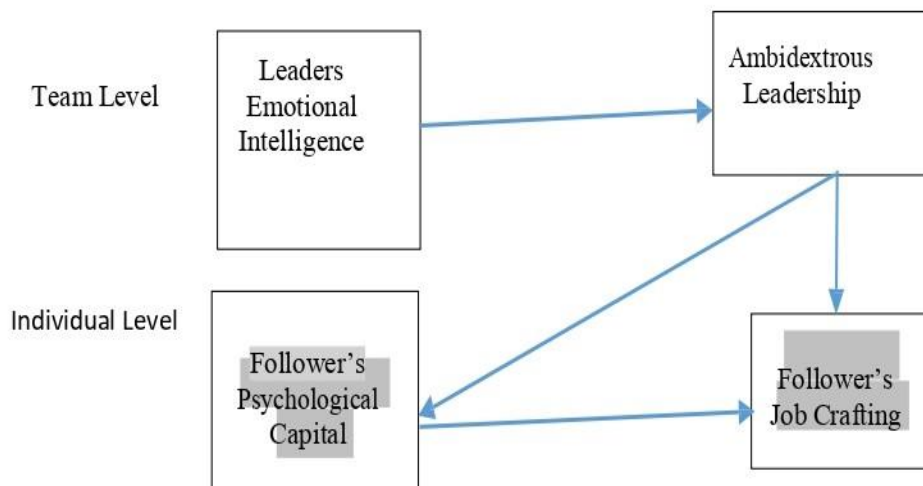 Team Level
Leaders
Emotional
Intelligence
Ambidextrous
Leadership
Individual Level
Follower’s
Psychological
Capital
Follower’s
Job Crafting